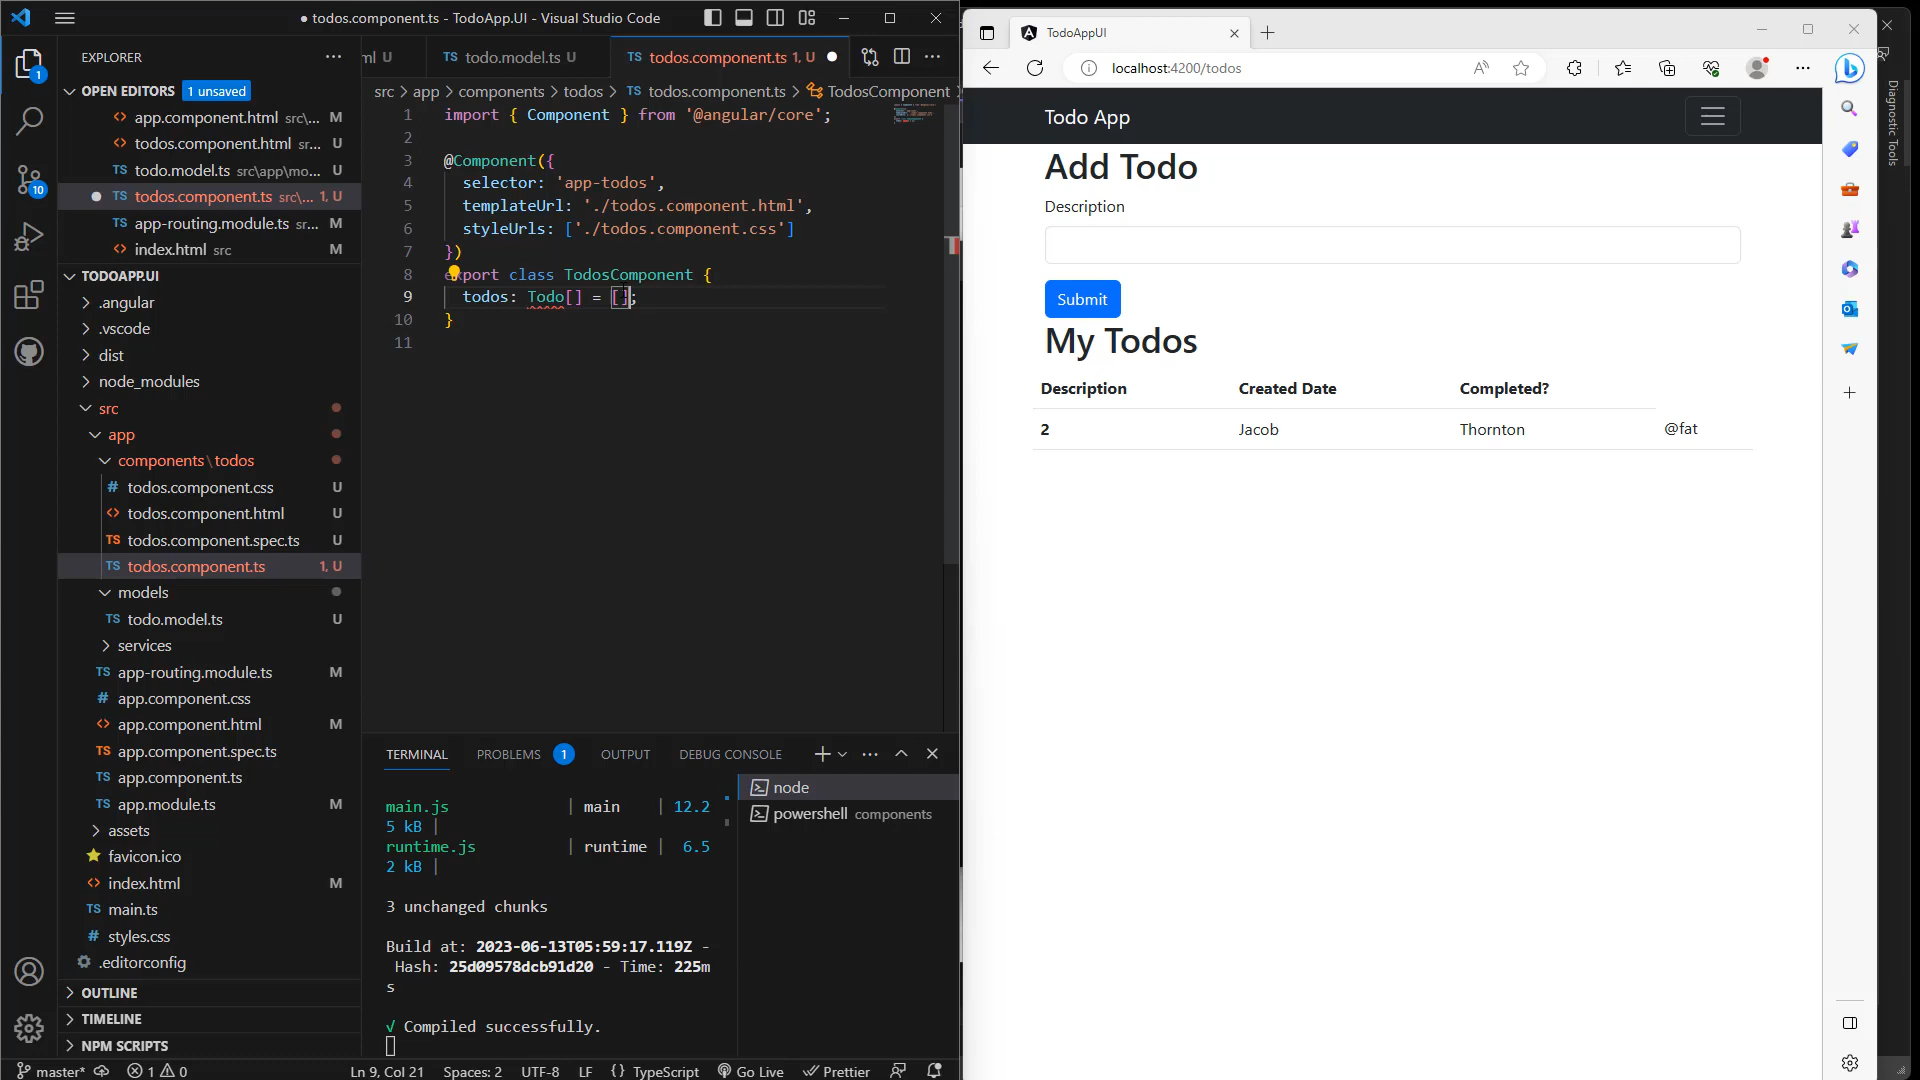 todos.component.ts - TodoApp.UI - Visual Studio Code
EXPLORER
OPEN EDITORS 1 unsaved
app.component.html src\... M
todos.component.html sr... U
todo.model.ts src\app\mo... U
todos.component.ts src\... 1, U
app-routing.module.ts sr... M
index.html src M
TODOAPP.UI
.angular
.vscode
dist
node_modules
src
app
components\todos
todos.component.css U
todos.component.html U
todos.component.spec.ts U
todos.component.ts 1, U
models
todo.model.ts U
services
app-routing.module.ts M
app.component.css
app.component.html M
app.component.spec.ts
app.component.ts
app.module.ts M
assets
favicon.ico
index.html M
main.ts
styles.css
.editorconfig
OUTLINE
TIMELINE
NPM SCRIPTS
1
10
ml U
TS todo.model.ts U
TS todos.component.ts 1, U
src > app > components > todos > TS todos.component.ts > TodosComponent
1 import { Component } from '@angular/core';
2
3 @Component({
4 selector: 'app-todos',
5 templateUrl: './todos.component.html',
6 styleUrls: ['./todos.component.css']
7 })
8 export class TodosComponent {
9 todos: Todo[] = [];
10 }
11
TERMINAL PROBLEMS 1 OUTPUT DEBUG CONSOLE
main.js | main | 12.2
5 kB |
runtime.js | runtime | 6.5
2 kB |
3 unchanged chunks
Build at: 2023-06-13T05:59:17.119Z -
Hash: 25d09578dcb91d20 - Time: 225m
s
√ Compiled successfully.
node
powershell components
master* 1 0 Ln 9, Col 21 Spaces: 2 UTF-8 LF {} TypeScript Go Live Prettier
TodoAppUI
localhost:4200/todos
Todo App
Add Todo
Description
Submit
My Todos
Description Created Date Completed?
2 Jacob Thornton @fat
Diagnostic Tools